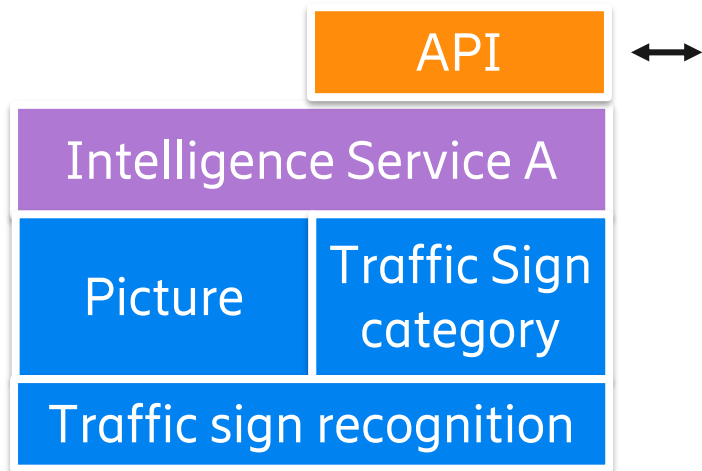 API
Intelligence Service A
Picture
Traffic Sign
category
Traffic sign recognition